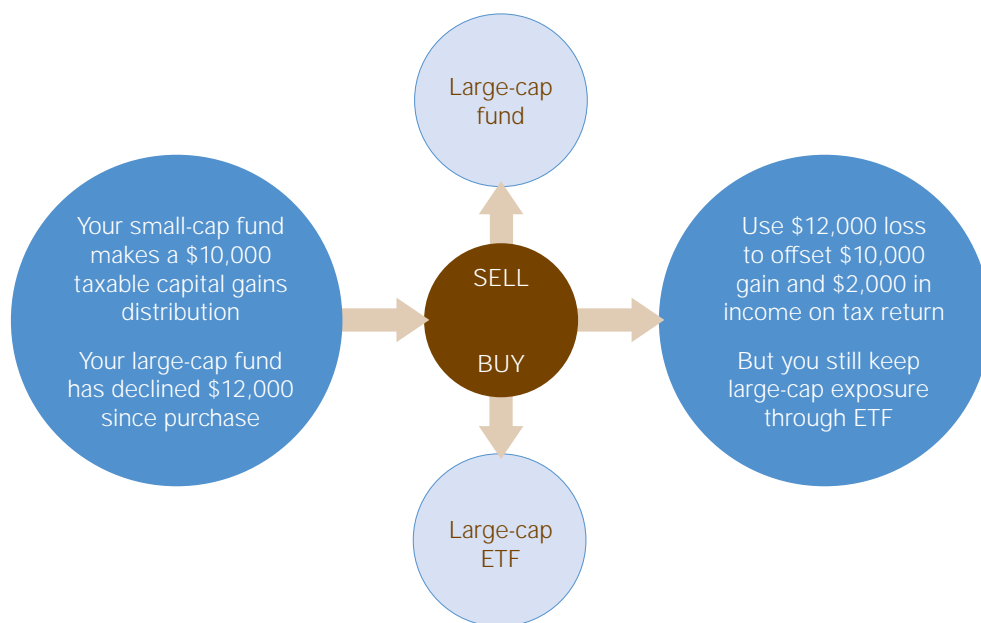 Large-cap
fund
Your small-cap fund
makes a $10,000
taxable capital gains
distribution
Your large-cap fund
has declined $12,000
since purchase
SELL
BUY
Use $12,000 loss
to offset $10,000
gain and $2,000 in
income on tax return
But you still keep
large-cap exposure
through ETF
Large-cap
ETF